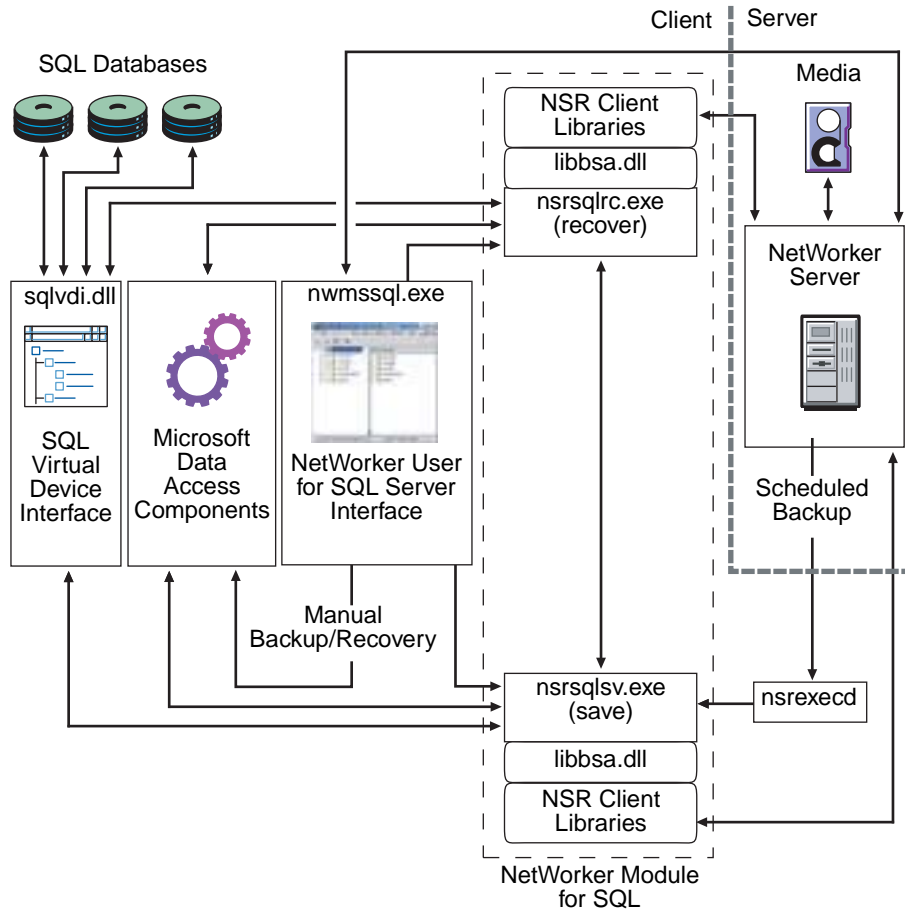 Client
Server
SQL Databases
Media
NSR Client
Libraries
libbsa.dll
nsrsqlrc.exe
(recover)
NetWorker
Server
sqlvdi.dll
nwmssql.exe
SQL
Virtual
Device
Interface
Microsoft
Data
Access
Components
NetWorker User
for SQL Server
Interface
Scheduled
Backup
Manual
Backup/Recovery
nsrsqlsv.exe
(save)
nsrexecd
libbsa.dll
NSR Client
Libraries
NetWorker Module
for SQL